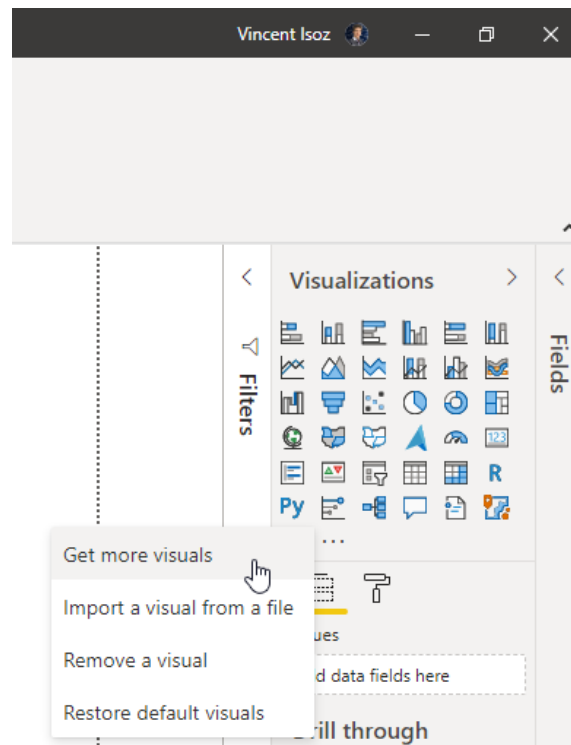 Vincent Isoz
Visualizations
Filters
Fields
123
R
Py
...
Get more visuals
Import a visual from a file
Remove a visual
Restore default visuals
ues
d data fields here
rill through